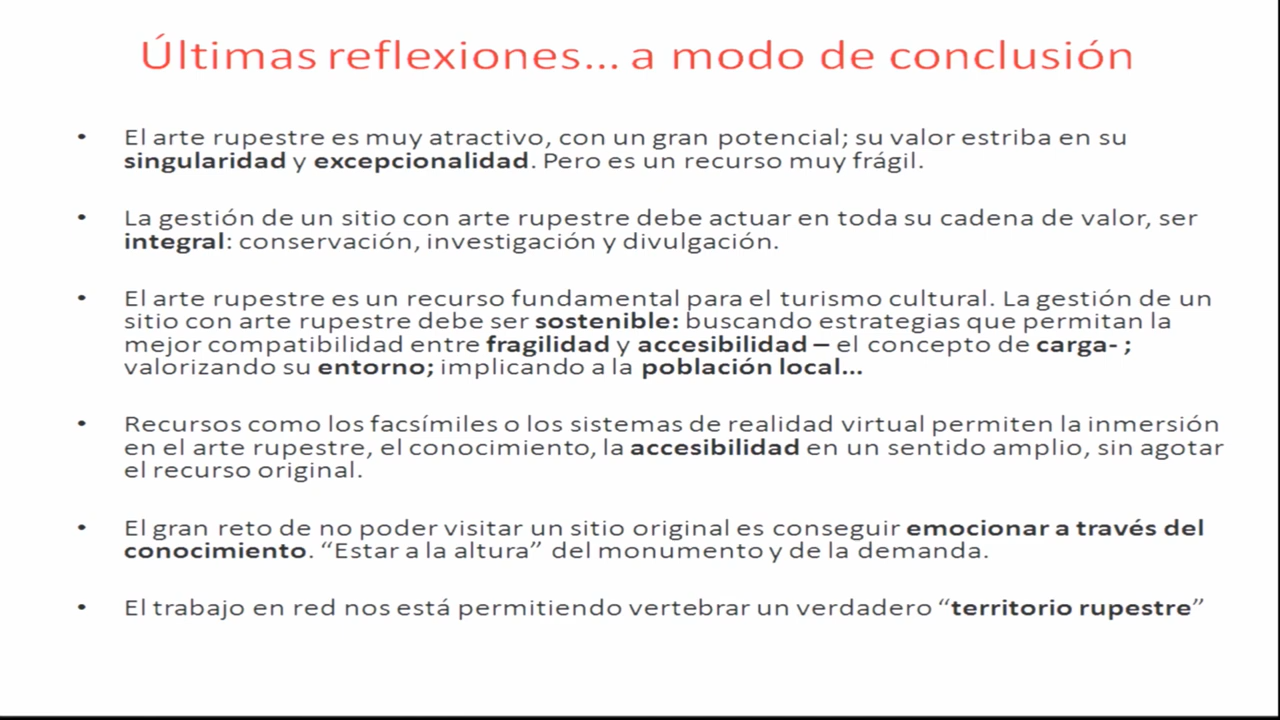 Últimas reflexiones... a modo de conclusión
• El arte rupestre es muy atractivo, con un gran potencial; su valor estriba en su
singularidad y excepcionalidad. Pero es un recurso muy frágil.
• La gestión de un sitio con arte rupestre debe actuar en toda su cadena de valor, ser
integral: conservación, investigación y divulgación.
• El arte rupestre es un recurso fundamental para el turismo cultural. La gestión de un
sitio con arte rupestre debe ser sostenible: buscando estrategias que permitan la
mejor compatibilidad entre fragilidad y accesibilidad – el concepto de carga- ;
valorizando su entorno; implicando a la población local...
• Recursos como los facsímiles o los sistemas de realidad virtual permiten la inmersión
en el arte rupestre, el conocimiento, la accesibilidad en un sentido amplio, sin agotar
el recurso original.
• El gran reto de no poder visitar un sitio original es conseguir emocionar a través del
conocimiento. “Estar a la altura” del monumento y de la demanda.
• El trabajo en red nos está permitiendo vertebrar un verdadero “territorio rupestre”